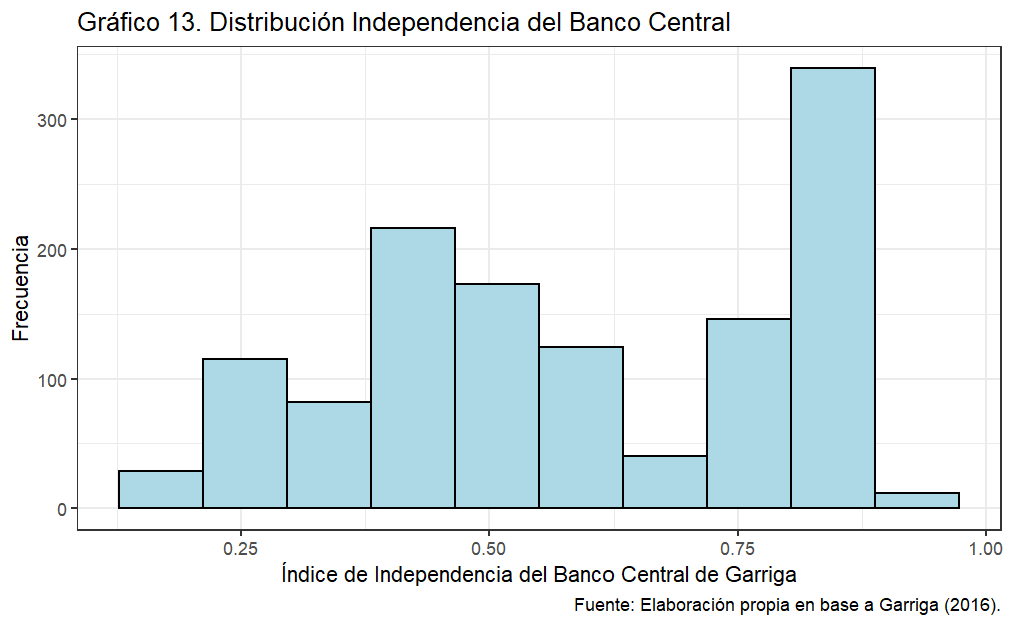 Gráfico 13. Distribución Independencia del Banco Central
Frecuencia
300
200
100
0
0.25 0.50 0.75 1.00
Índice de Independencia del Banco Central de Garriga
Fuente: Elaboración propia en base a Garriga (2016).